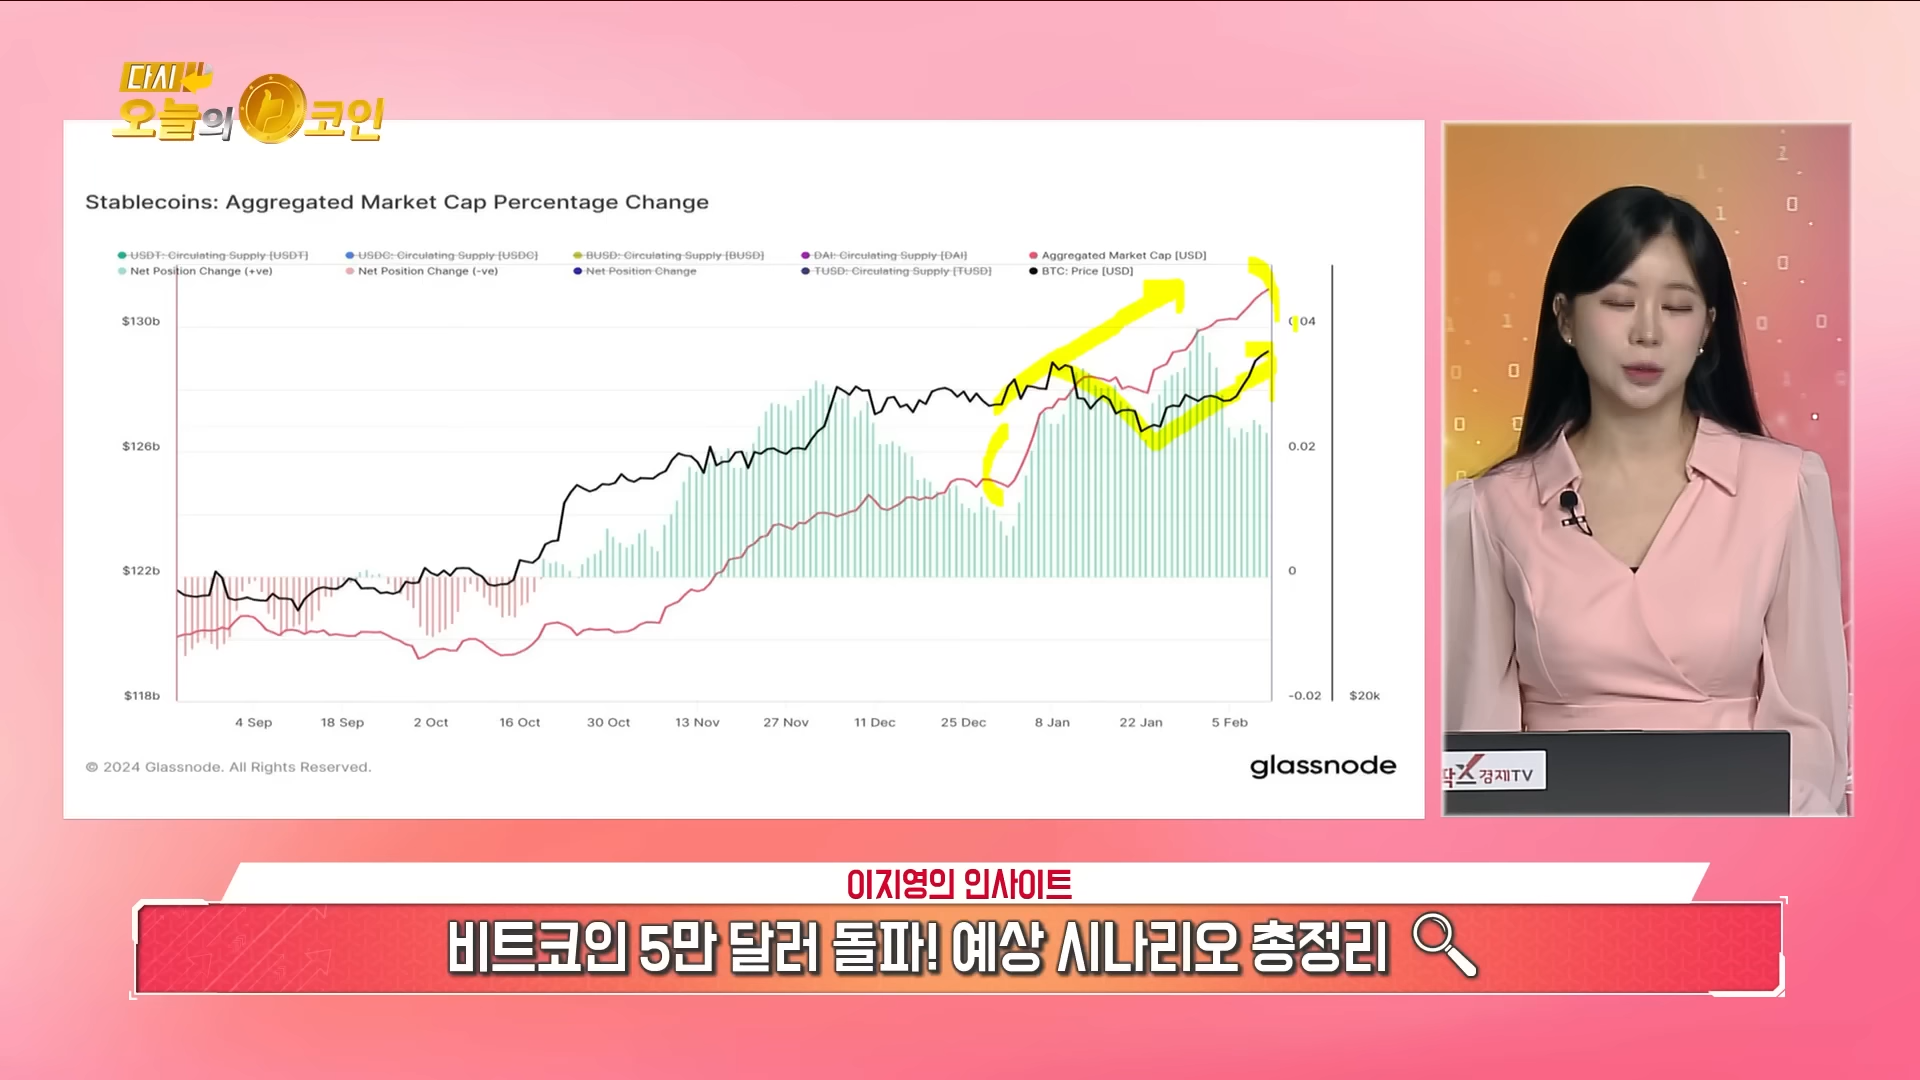 다시
오늘의 코인
Stablecoins: Aggregated Market Cap Percentage Change
USDT: Circulating Supply [USDT] USDC: Circulating Supply [USDC] BUSD: Circulating Supply [BUSD] DAI: Circulating Supply [DAI] Aggregated Market Cap [USD]
Net Position Change (+ve) Net Position Change (-ve) Net Position Change TUSD: Circulating Supply [TUSD] BTC: Price [USD]
$130b 0.04
$126b 0.02
$122b 0
$118b -0.02 $20k
4 Sep 18 Sep 2 Oct 16 Oct 30 Oct 13 Nov 27 Nov 11 Dec 25 Dec 8 Jan 22 Jan 5 Feb
© 2024 Glassnode. All Rights Reserved. glassnode
경제TV
이지영의 인사이트
비트코인 5만 달러 돌파! 예상 시나리오 총정리